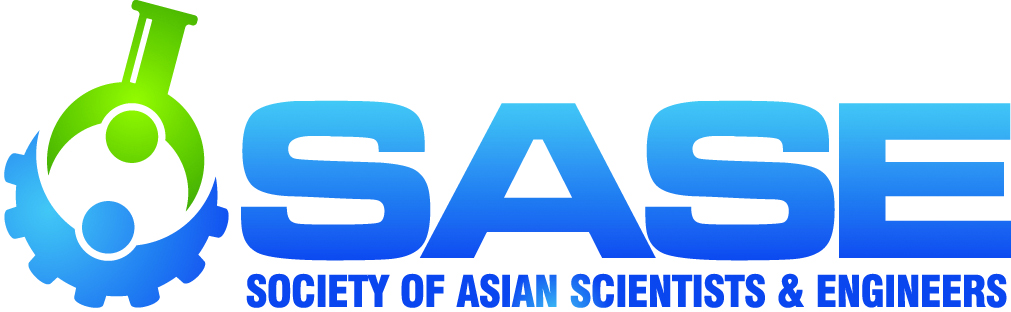 SASE
SOCIETY OF ASIAN SCIENTISTS & ENGINEERS